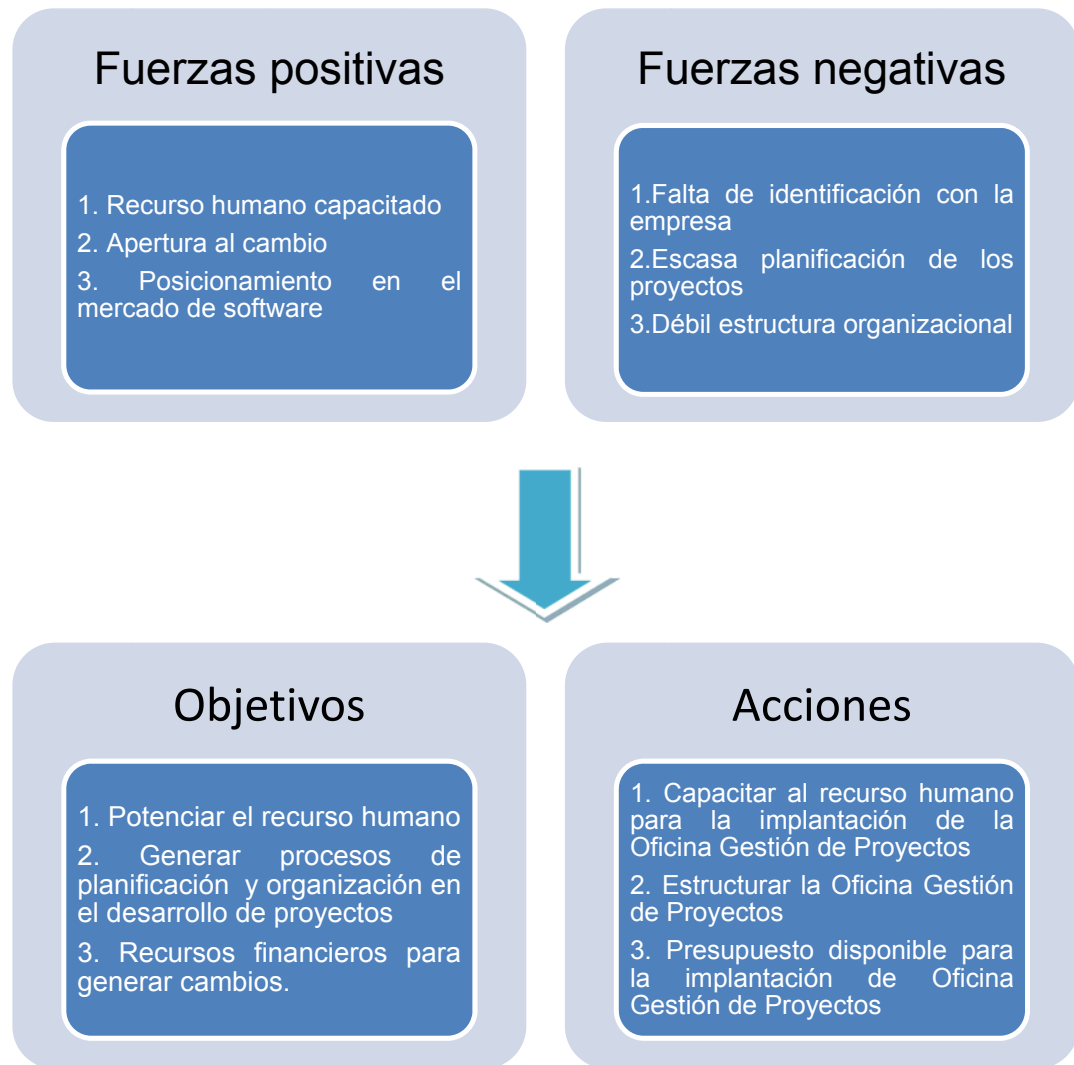 Fuerzas positivas
1. Recurso humano capacitado
2. Apertura al cambio
3. Posicionamiento en el
mercado de software
Fuerzas negativas
1.Falta de identificación con la
empresa
2.Escasa planificación de los
proyectos
3.Débil estructura organizacional
Objetivos
1. Potenciar el recurso humano
2. Generar procesos de
planificación y organización en
el desarrollo de proyectos
3. Recursos financieros para
generar cambios.
Acciones
1. Capacitar al recurso humano
para la implantación de la
Oficina Gestión de Proyectos
2. Estructurar la Oficina Gestión
de Proyectos
3. Presupuesto disponible para
la implantación de Oficina
Gestión de Proyectos